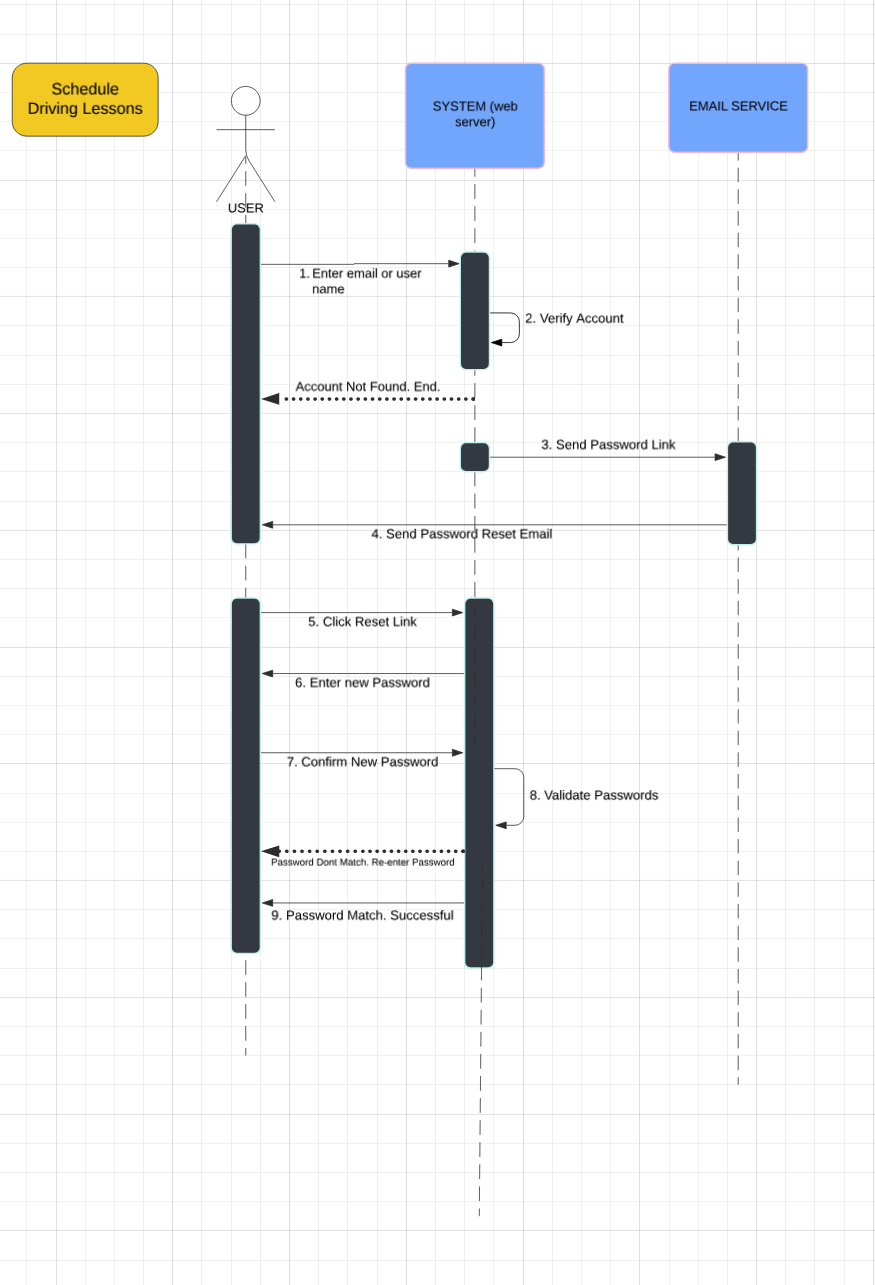 Schedule
Driving Lessons
SYSTEM (web
server)
EMAIL SERVICE
USER
1. Enter email or user
name
2. Verify Account
Account Not Found. End.
3. Send Password Link
4. Send Password Reset Email
5. Click Reset Link
6. Enter new Password
7. Confirm New Password
8. Validate Passwords
Password Dont Match. Re-enter Password
9. Password Match. Successful